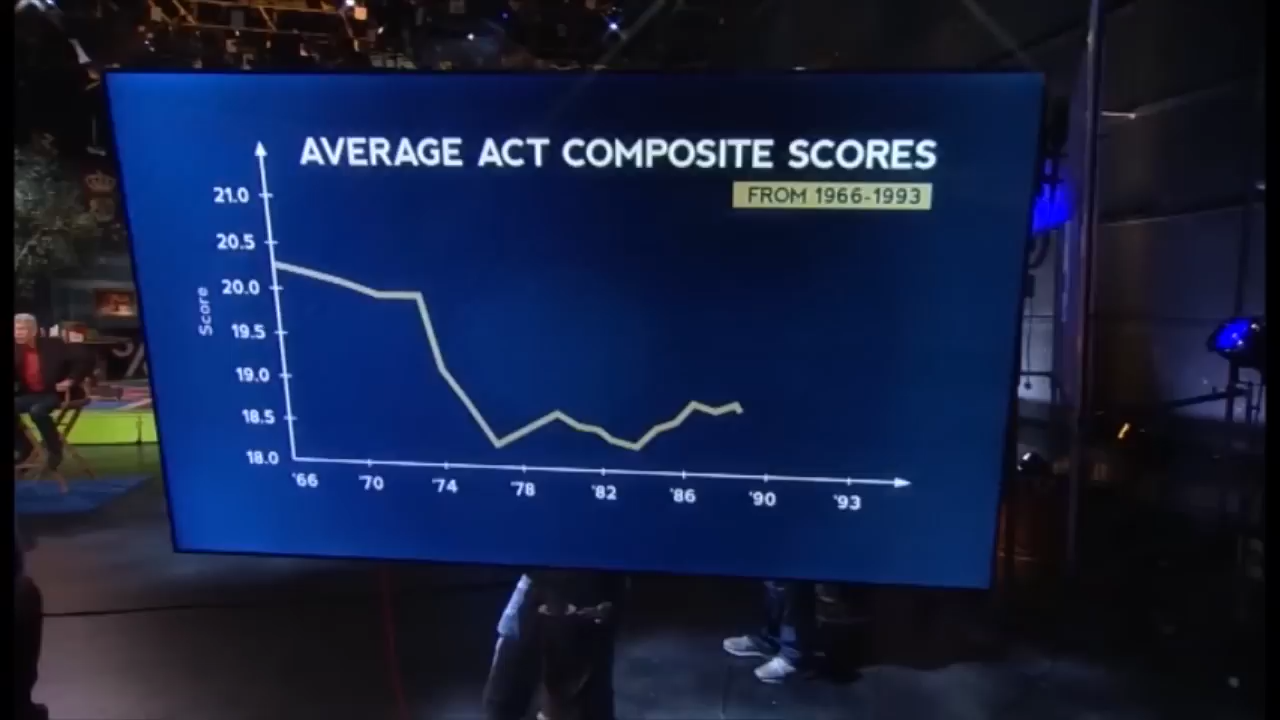 AVERAGE ACT COMPOSITE SCORES
FROM 1966-1993
21.0
20.5
20.0
19.5
19.0
18.5
18.0
Score
'66 '70 '74 '78 '82 '86 '90 '93